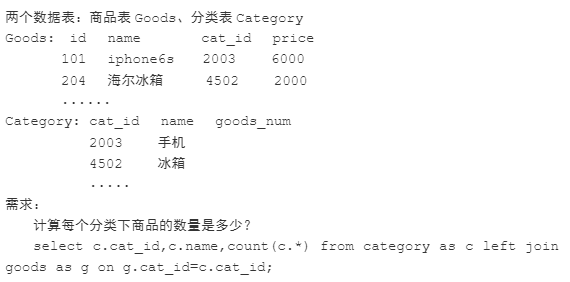 两个数据表：商品表 Goods、分类表 Category
Goods: id name cat_id price
101 iphone6s 2003 6000
204 海尔冰箱 4502 2000
......
Category: cat_id name goods_num
2003 手机
4502 冰箱
.....
需求：
计算每个分类下商品的数量是多少？
select c.cat_id,c.name,count(c.*) from category as c left join
goods as g on g.cat_id=c.cat_id;